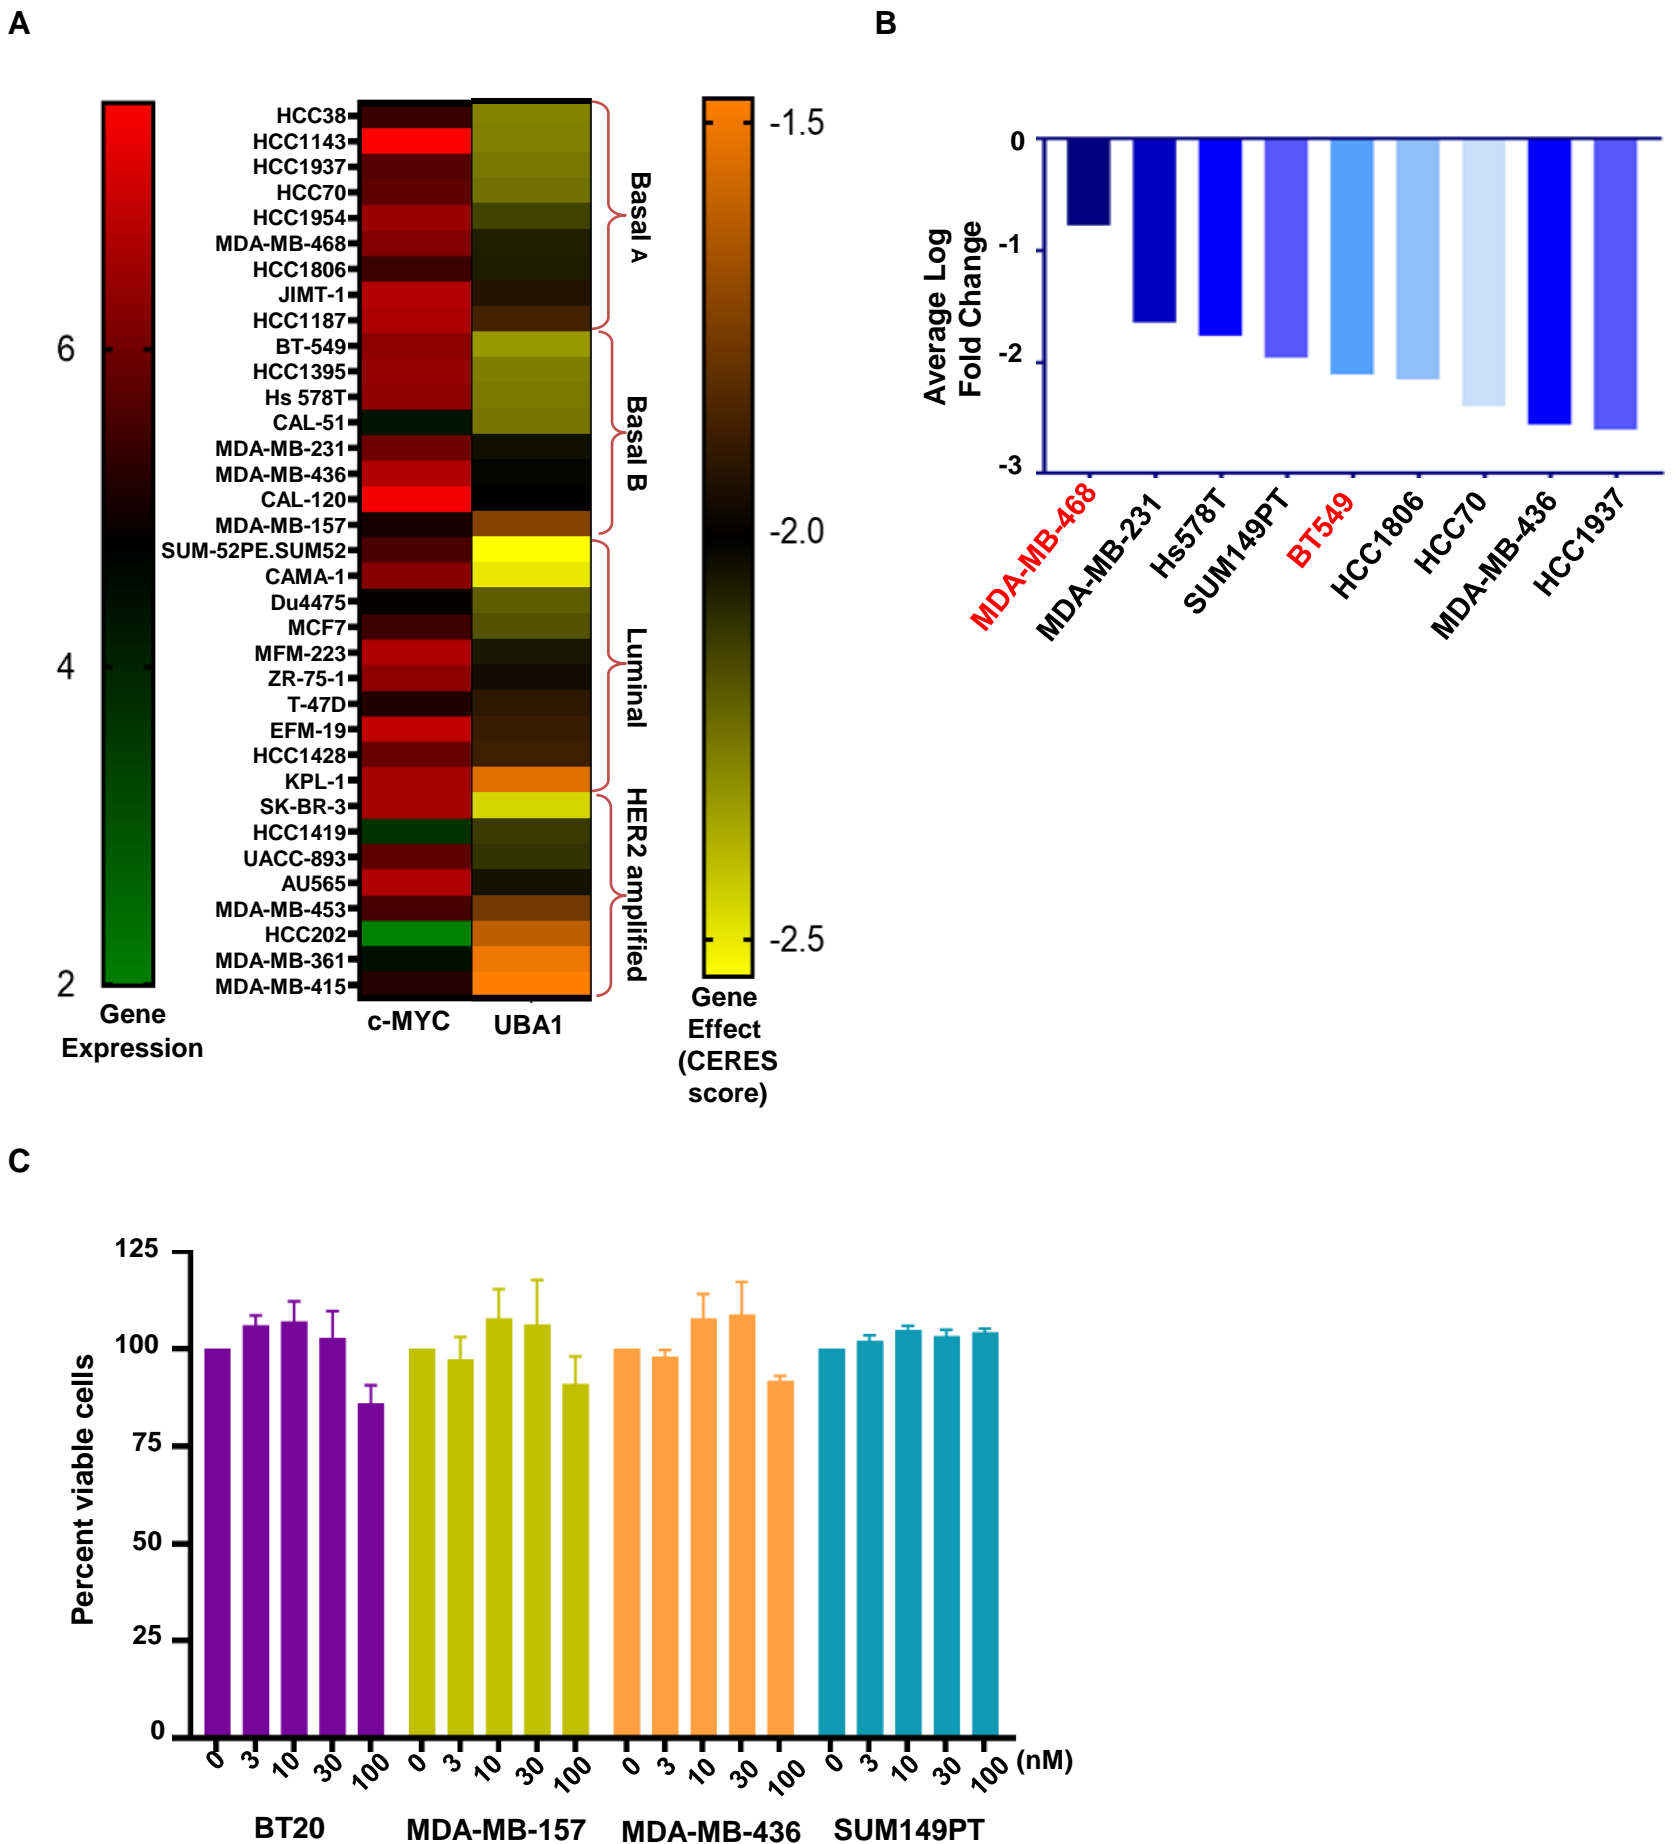 A
B
6
4
2
Gene
Expression
HCC38
HCC1143
HCC1937
HCC70
HCC1954
MDA-MB-468
HCC1806
JIMT-1
HCC1187
BT-549
HCC1395
Hs 578T
CAL-51
MDA-MB-231
MDA-MB-436
CAL-120
MDA-MB-157
SUM-52PE.SUM52
CAMA-1
Du4475
MCF7
MFM-223
ZR-75-1
T-47D
EFM-19
HCC1428
KPL-1
SK-BR-3
HCC1419
UACC-893
AU565
MDA-MB-453
HCC202
MDA-MB-361
MDA-MB-415
c-MYC
UBA1
Basal A
Basal B
Luminal
HER2 amplified
-1.5
-2.0
-2.5
Gene
Effect
(CERES
score)
Average Log
Fold Change
0
-1
-2
-3
MDA-MB-468
MDA-MB-231
Hs578T
SUM149PT
BT549
HCC1806
HCC70
MDA-MB-436
HCC1937
C
Percent viable cells
125
100
75
50
25
0
0 3 10 30 100 0 3 10 30 100 0 3 10 30 100 0 3 10 30 100 (nM)
BT20 MDA-MB-157 MDA-MB-436 SUM149PT